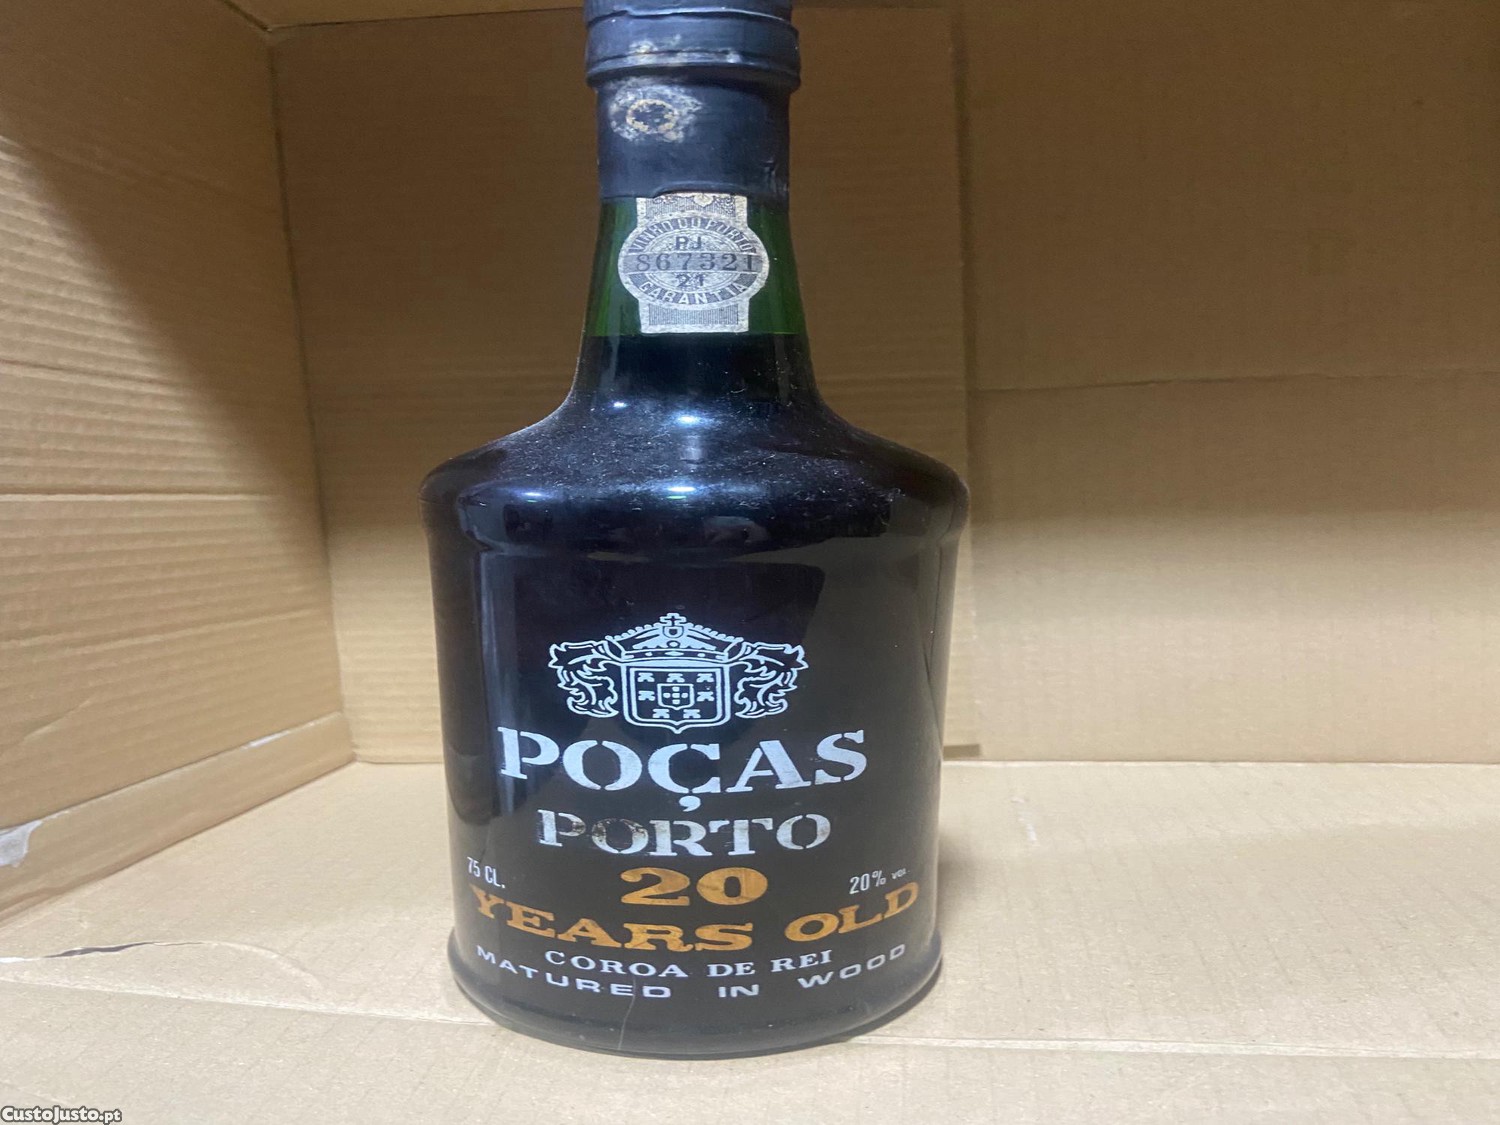 VINHO DO PORTO
RJ
867321
21
GARANTIA
POÇAS
PORTO
75 CL.
20% VOL.
20
YEARS OLD
COROA DE REI
MATURED IN WOOD
CustoJusto.pt